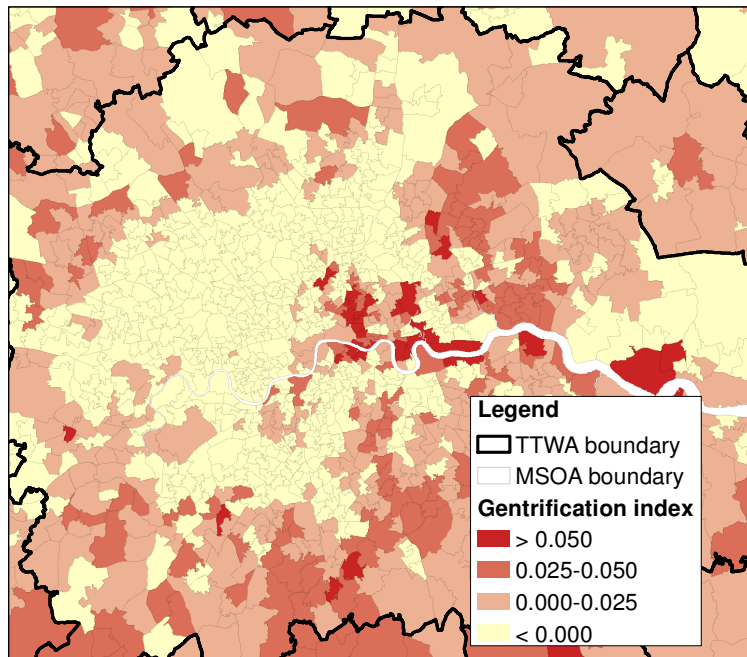 Legend
TTWA boundary
MSOA boundary
Gentrification index
> 0.050
0.025-0.050
0.000-0.025
< 0.000